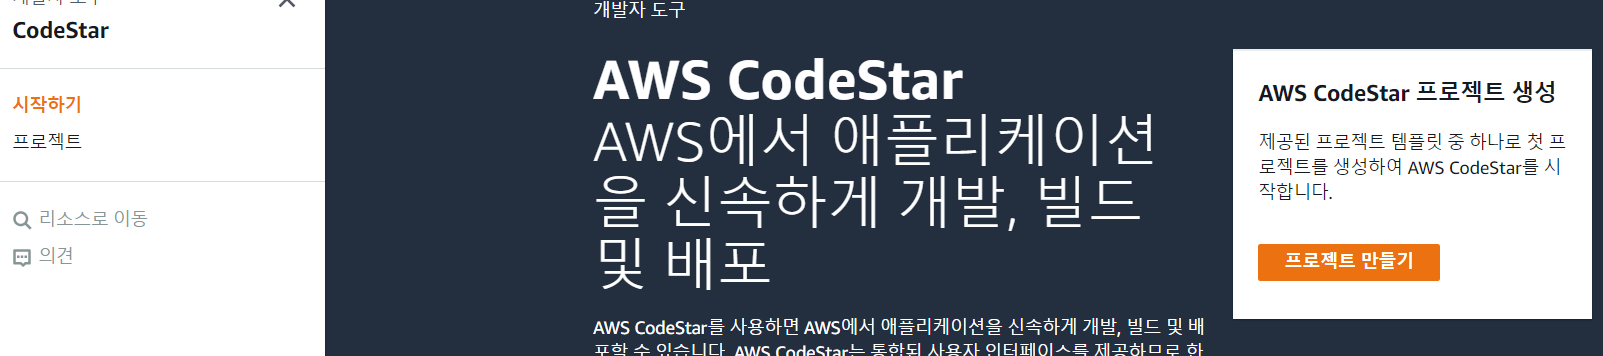 개발자 도구
CodeStar
시작하기
프로젝트
리소스로 이동
의견
개발자 도구
AWS CodeStar
AWS에서 애플리케이션
을 신속하게 개발, 빌드
및 배포
AWS CodeStar를 사용하면 AWS에서 애플리케이션을 신속하게 개발, 빌드 및 배
포할 수 있습니다. AWS CodeStar는 통합된 사용자 인터페이스를 제공하므로 한
AWS CodeStar 프로젝트 생성
제공된 프로젝트 템플릿 중 하나로 첫 프
로젝트를 생성하여 AWS CodeStar를 시
작합니다.
프로젝트 만들기